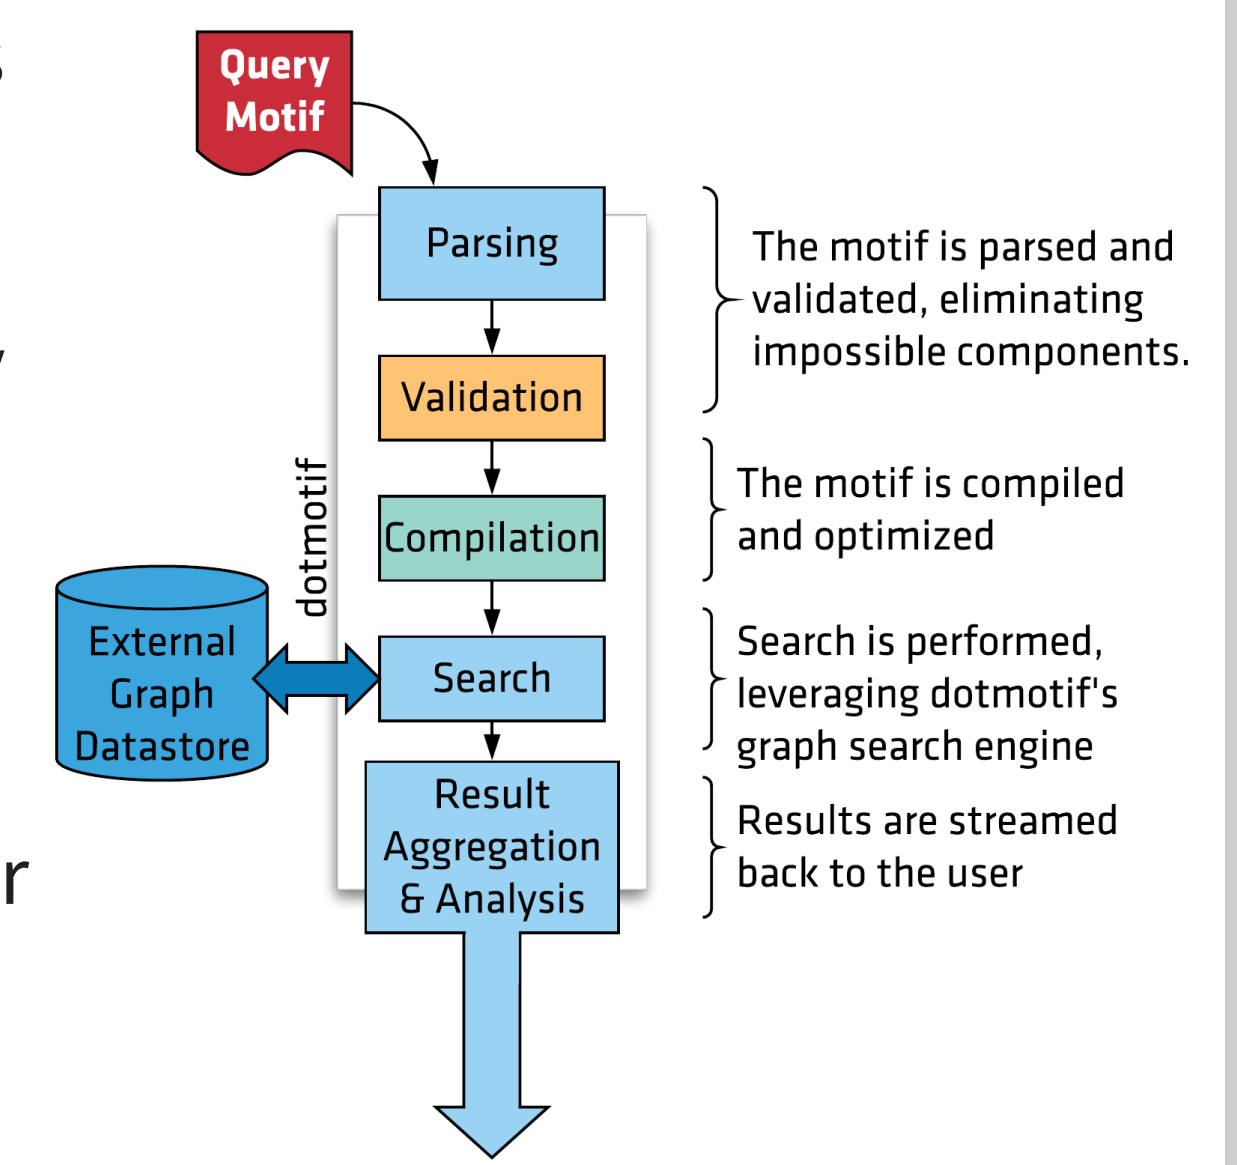 Query
Motif
Parsing
The motif is parsed and
validated, eliminating
impossible components.
Validation
dotmotif
Compilation
The motif is compiled
and optimized
External
Graph
Datastore
Search
Search is performed,
leveraging dotmotif's
graph search engine
Result
Aggregation
& Analysis
Results are streamed
back to the user
r